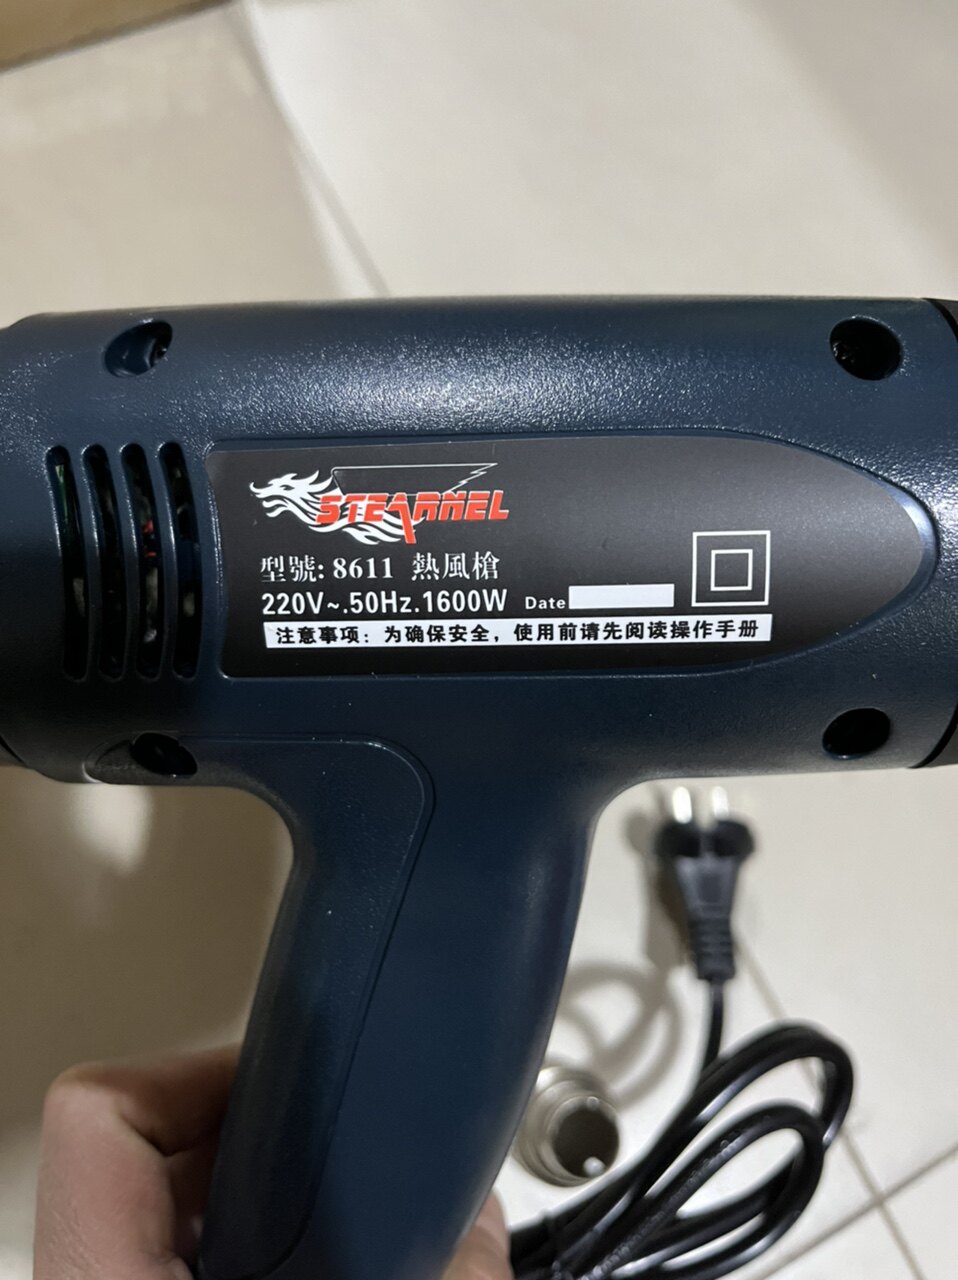 STEARNEL
型號: 8611 熱風槍
220V~.50Hz.1600W Date
注意事项：为确保安全，使用前请先阅读操作手册